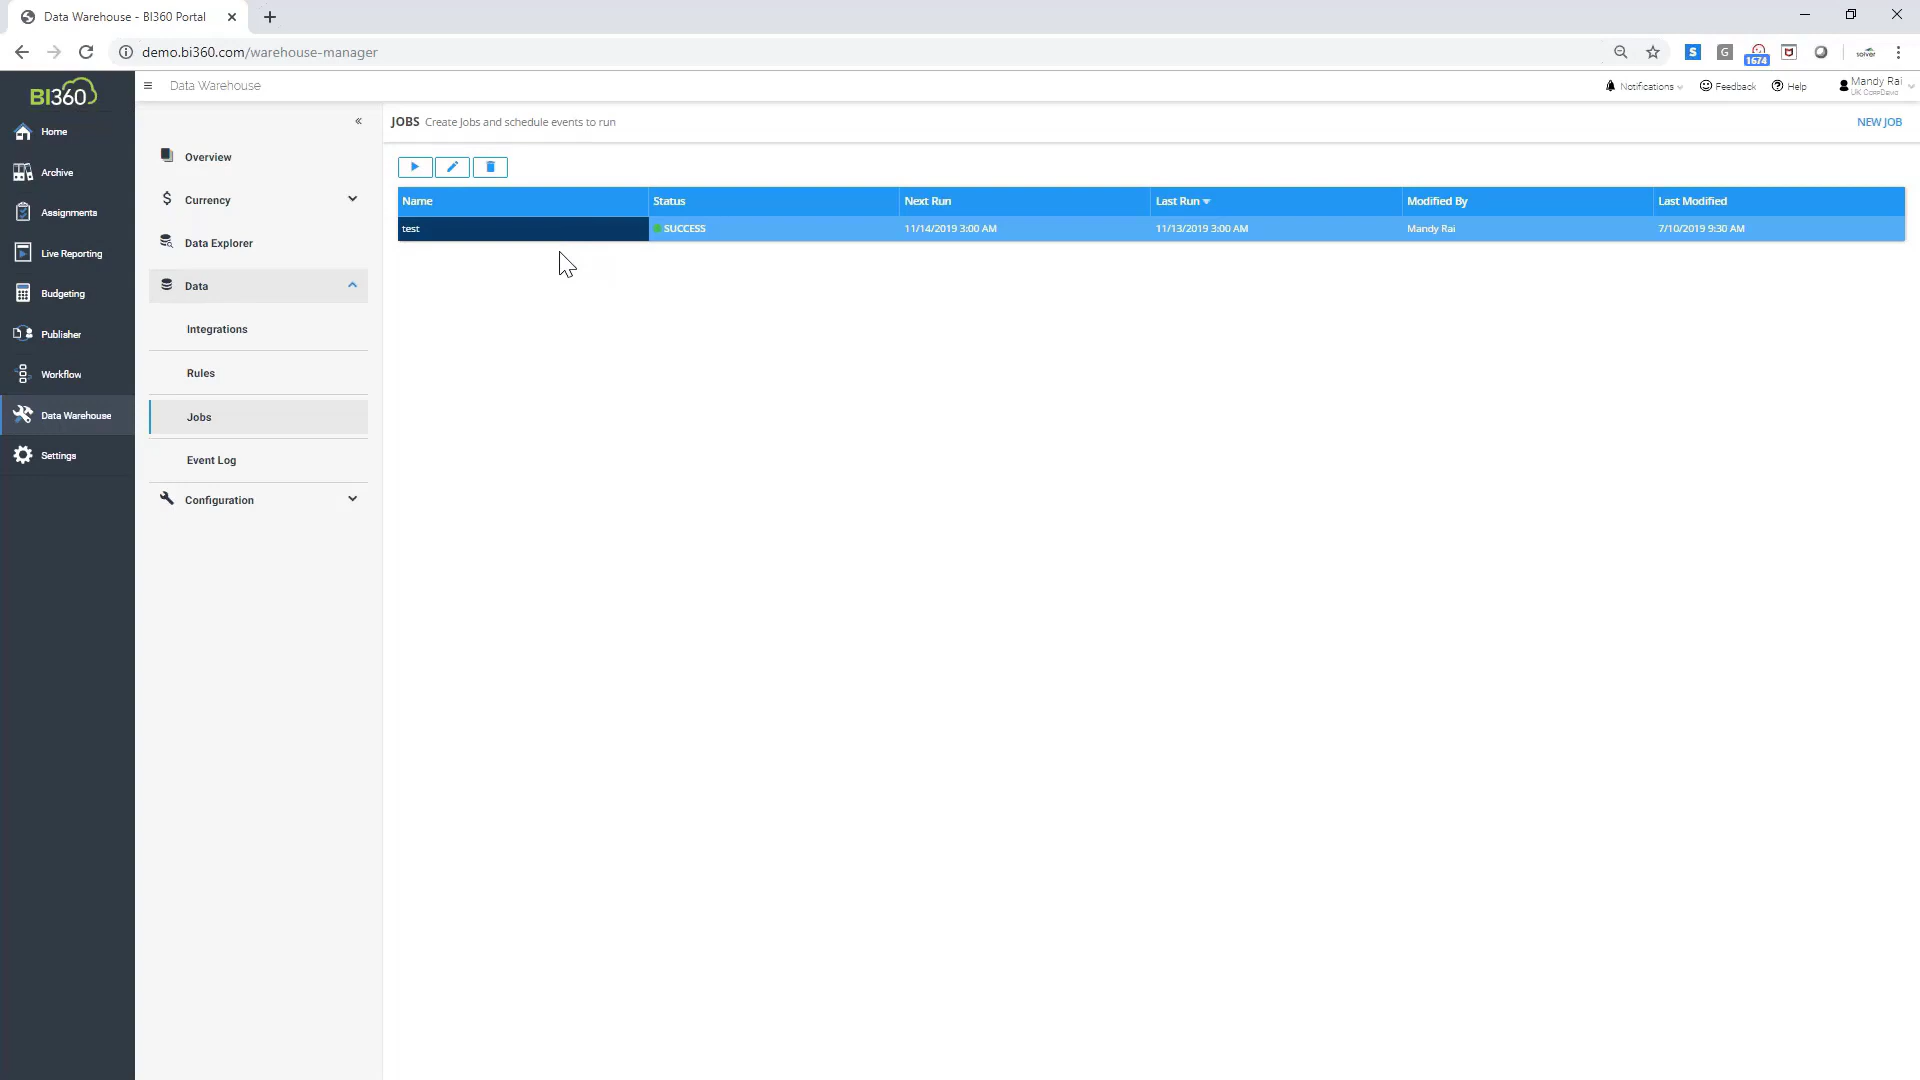 Data Warehouse - BI360 Portal
demo.bi360.com/warehouse-manager
S
G
1674
solver
BI360
Data Warehouse
Notifications
Feedback
Help
Mandy Rai
UK CorpDemo
Home
Archive
Assignments
Live Reporting
Budgeting
Publisher
Workflow
Data Warehouse
Settings
Overview
Currency
Data Explorer
Data
Integrations
Rules
Jobs
Event Log
Configuration
JOBS Create Jobs and schedule events to run
NEW JOB
Name Status Next Run Last Run Modified By Last Modified
test SUCCESS 11/14/2019 3:00 AM 11/13/2019 3:00 AM Mandy Rai 7/10/2019 9:30 AM